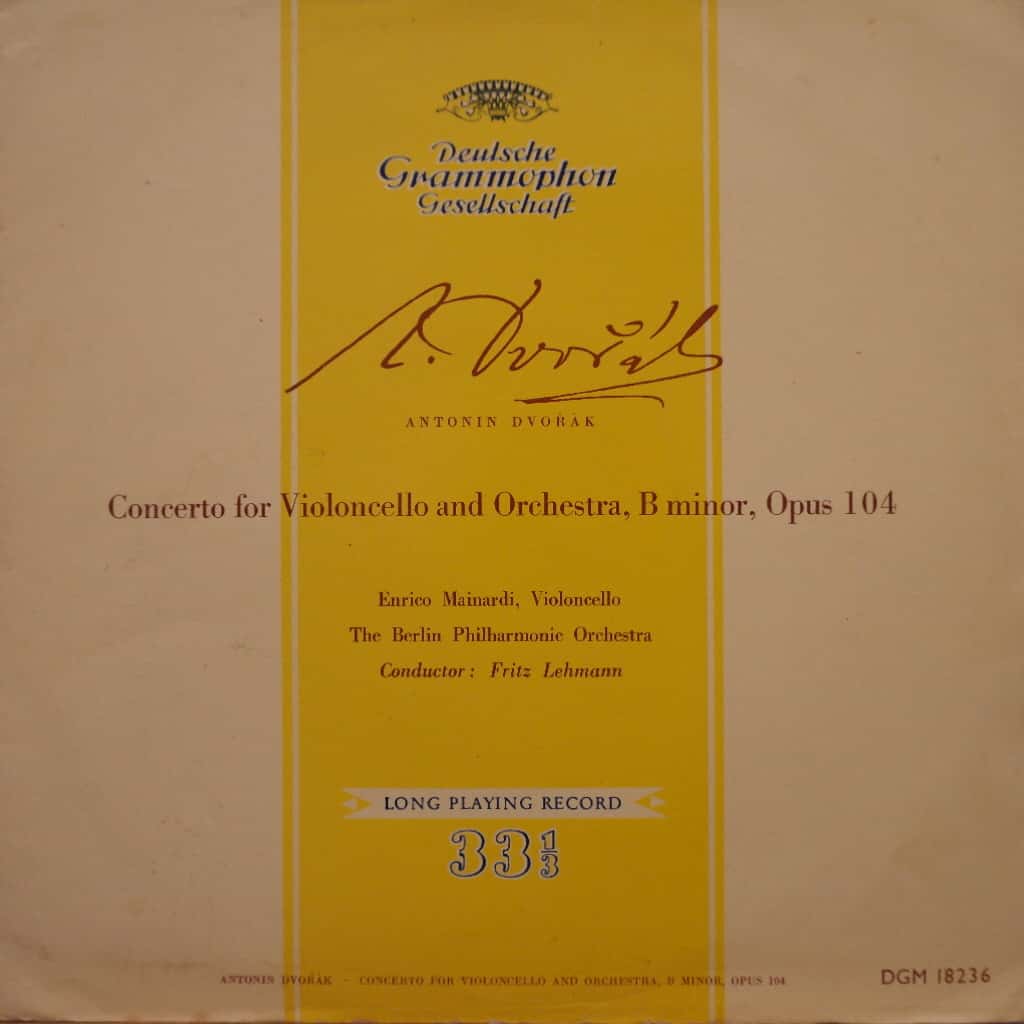 Deutsche
Grammophon
Gesellschaft
A. Dvořák
ANTONIN DVOŘÁK
Concerto for Violoncello and Orchestra, B minor, Opus 104
Enrico Mainardi, Violoncello
The Berlin Philharmonic Orchestra
Conductor: Fritz Lehmann
LONG PLAYING RECORD
33 1/3
ANTONIN DVOŘÁK - CONCERTO FOR VIOLONCELLO AND ORCHESTRA, B MINOR, OPUS 104
DGM 18236